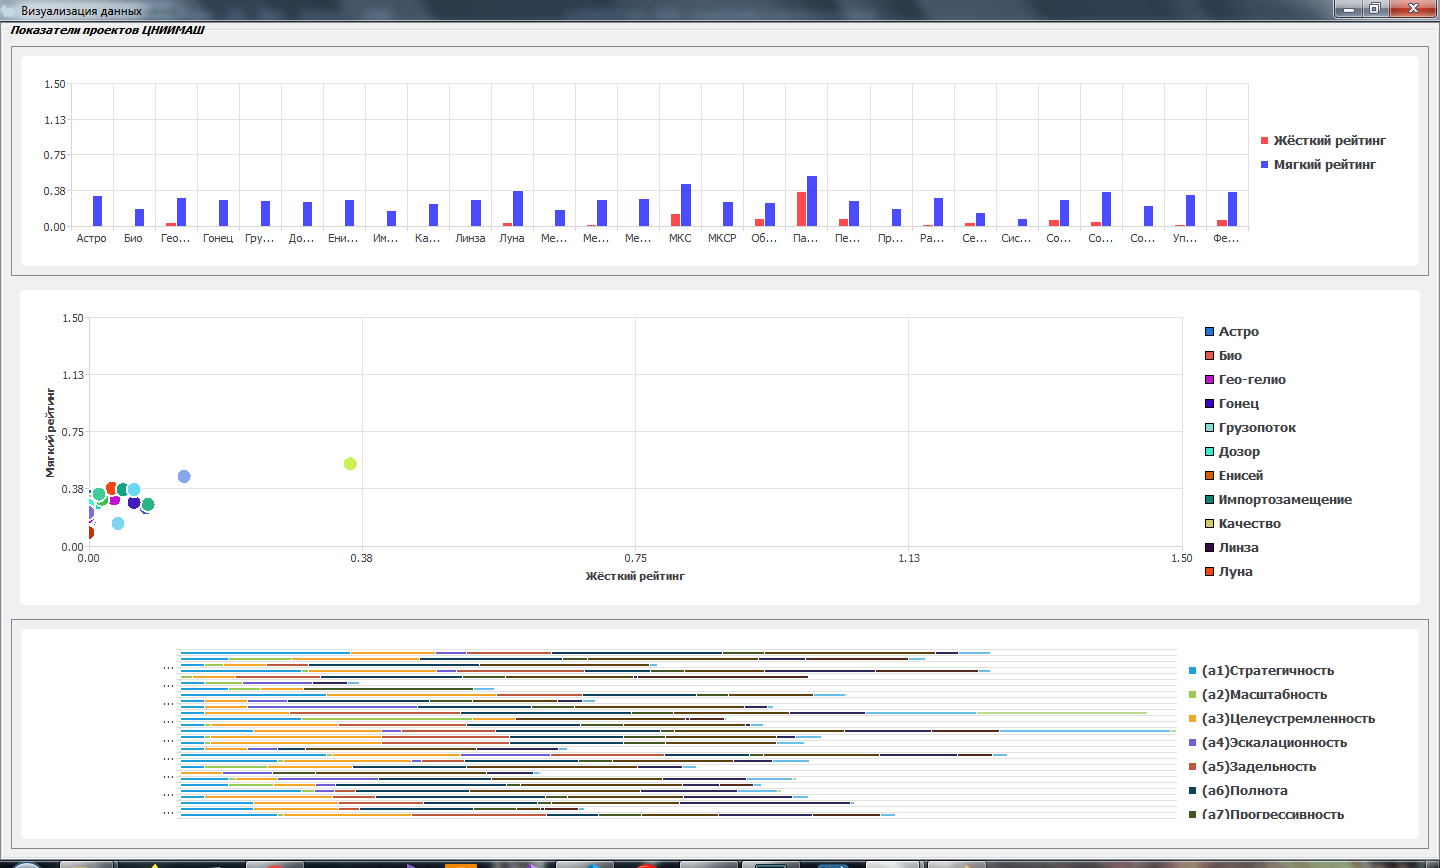 Визуализация данных
Показатели проектов ЦНИИМАШ
1.50
1.13
0.75
0.38
0.00
Астро Био Гео... Гонец Гру... До... Ени... Им... Ка... Линза Луна Ме... Ме... Ме... МКС МКСР Об... Па... Пе... Пр... Ра... Се... Сис... Со... Со... Со... Уп... Фе...
Жёсткий рейтинг
Мягкий рейтинг
Мягкий рейтинг
1.50
1.13
0.75
0.38
0.00
0.00 0.38 0.75 1.13 1.50
Жёсткий рейтинг
Астро
Био
Гео-гелио
Гонец
Грузопоток
Дозор
Енисей
Импортозамещение
Качество
Линза
Луна
...
...
...
...
...
...
...
...
...
(a1)Стратегичность
(a2)Масштабность
(a3)Целеустремленность
(a4)Эскалационность
(a5)Задельность
(a6)Полнота
(a7)Прогрессивность